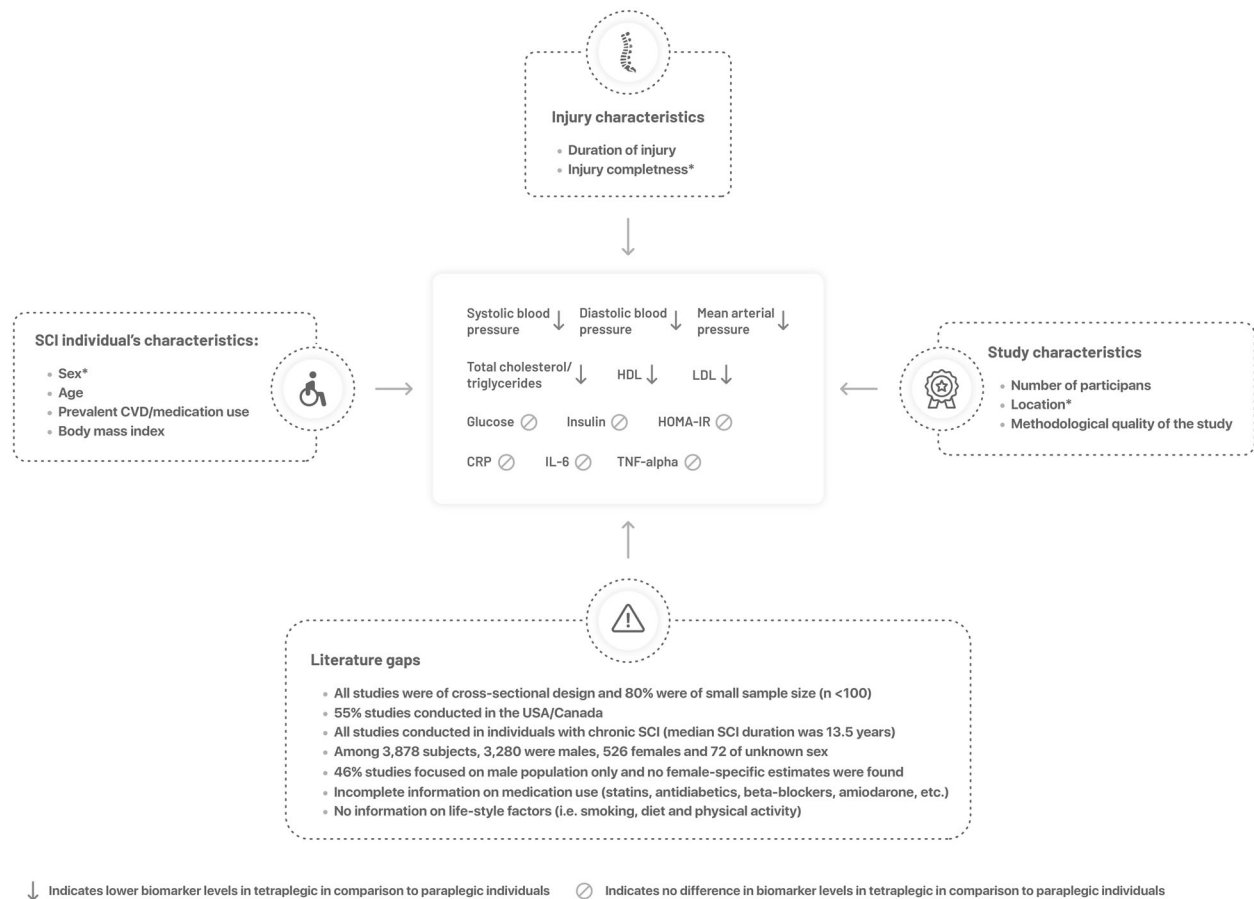 Injury characteristics
Duration of injury
Injury completness*
SCI individual's characteristics:
Sex*
Age
Prevalent CVD/medication use
Body mass index
Systolic blood
pressure
Diastolic blood
pressure
Mean arterial
pressure
Total cholesterol/
triglycerides
HDL
LDL
Glucose
Insulin
HOMA-IR
CRP
IL-6
TNF-alpha
Study characteristics
Number of participans
Location*
Methodological quality of the study
Literature gaps
All studies were of cross-sectional design and 80% were of small sample size (n <100)
55% studies conducted in the USA/Canada
All studies conducted in individuals with chronic SCI (median SCI duration was 13.5 years)
Among 3,878 subjects, 3,280 were males, 526 females and 72 of unknown sex
46% studies focused on male population only and no female-specific estimates were found
Incomplete information on medication use (statins, antidiabetics, beta-blockers, amiodarone, etc.)
No information on life-style factors (i.e. smoking, diet and physical activity)
Indicates lower biomarker levels in tetraplegic in comparison to paraplegic individuals
Indicates no difference in biomarker levels in tetraplegic in comparison to paraplegic individuals